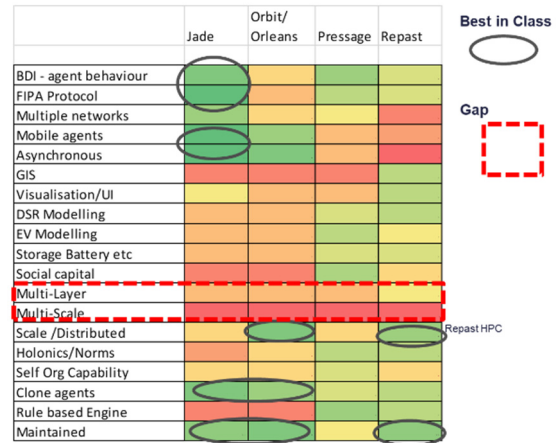 Orbit/
Jade Orleans Pressage Repast
BDI - agent behaviour
FIPA Protocol
Multiple networks
Mobile agents
Asynchronous
GIS
Visualisation/UI
DSR Modelling
EV Modelling
Storage Battery etc
Social capital
Multi-Layer
Multi-Scale
Scale /Distributed
Holonics/Norms
Self Org Capability
Clone agents
Rule based Engine
Maintained
Best in Class
Gap
Repast HPC